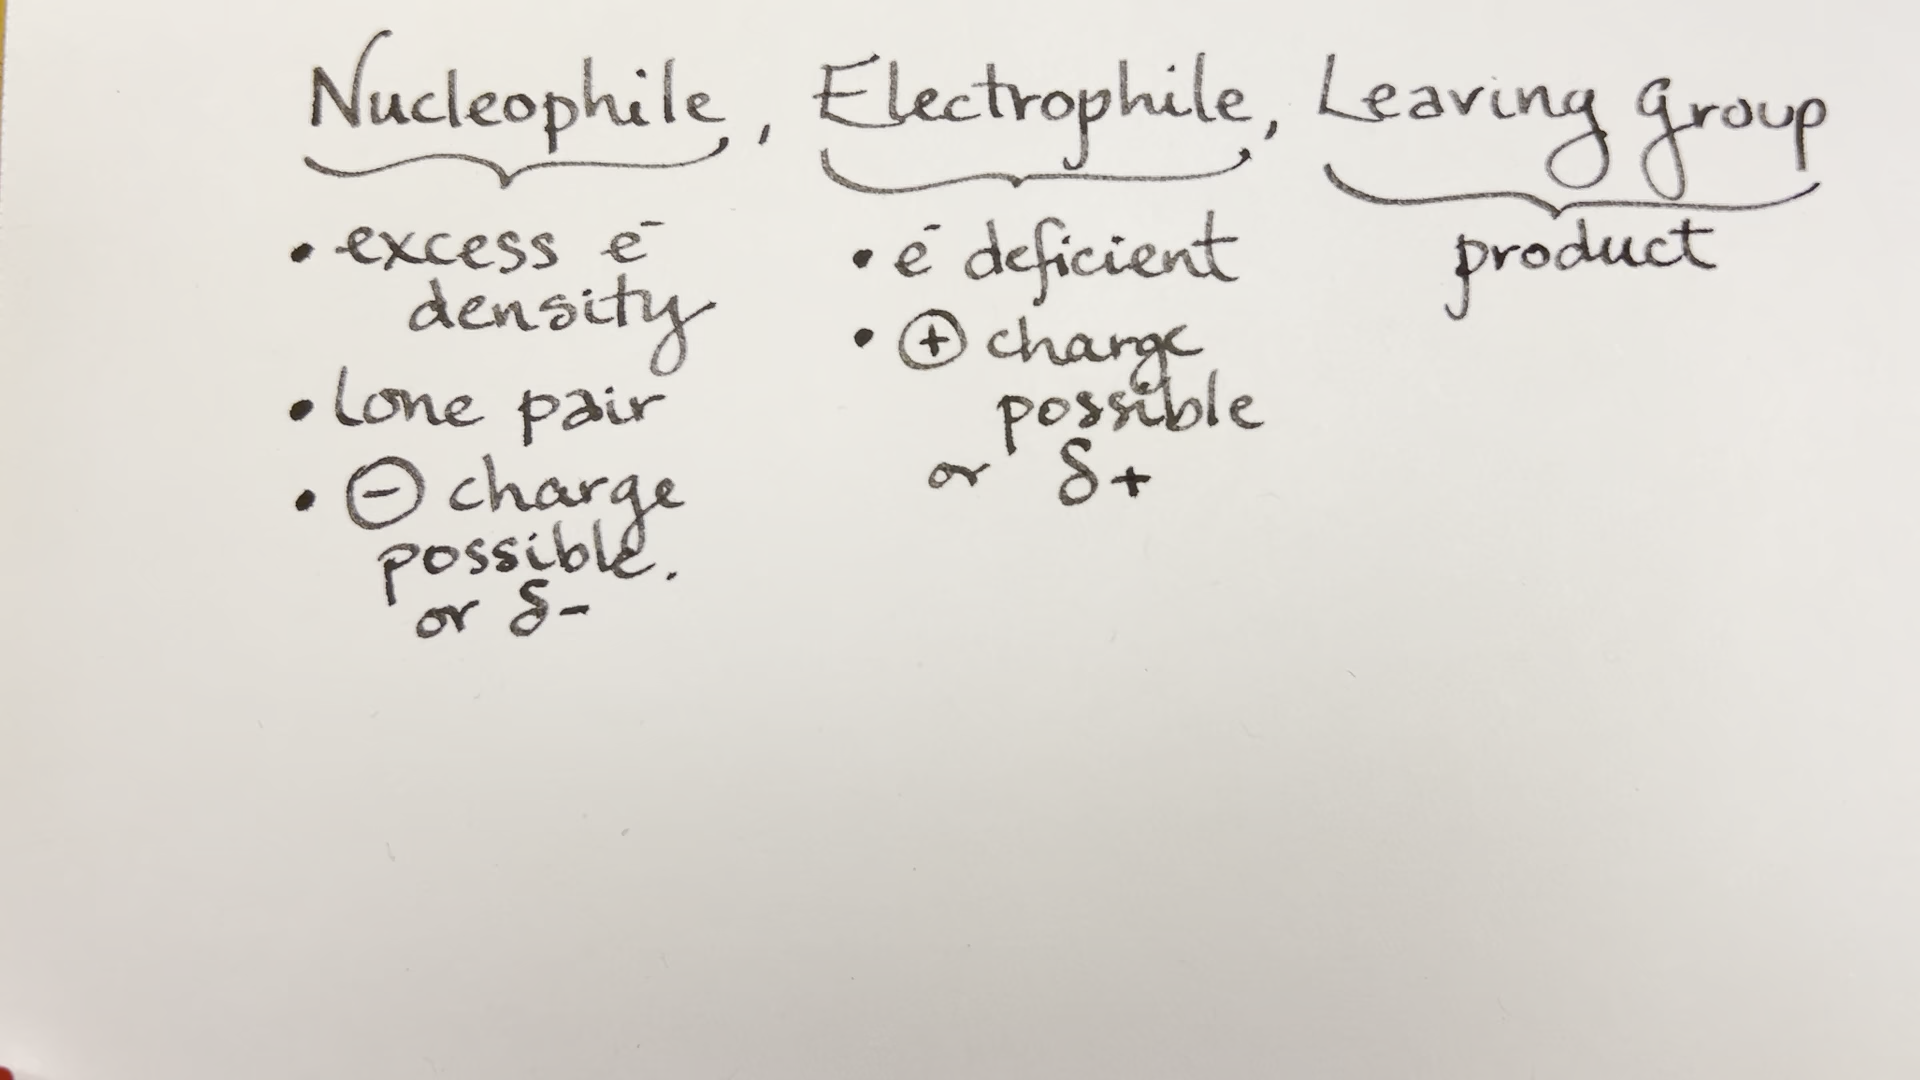 Nucleophile, Electrophile, Leaving group
• excess e⁻
density
• lone pair
• ⊖ charge
possible.
or δ-
• e⁻ deficient
• ⊕ charge
possible
or δ+
product